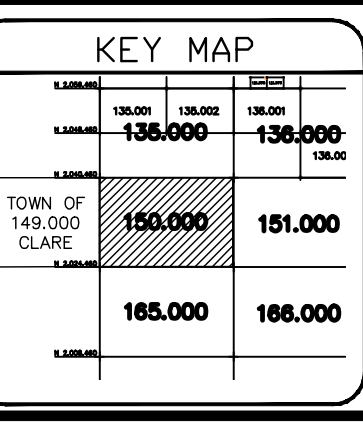 KEY MAP
N 2.056.460
135.001 135.002 136.001
N 2.048.460
135.000 136.000
136.00
N 2.040.460
TOWN OF
149.000
CLARE
150.000 151.000
N 2.024.460
165.000 166.000
N 2.008.460